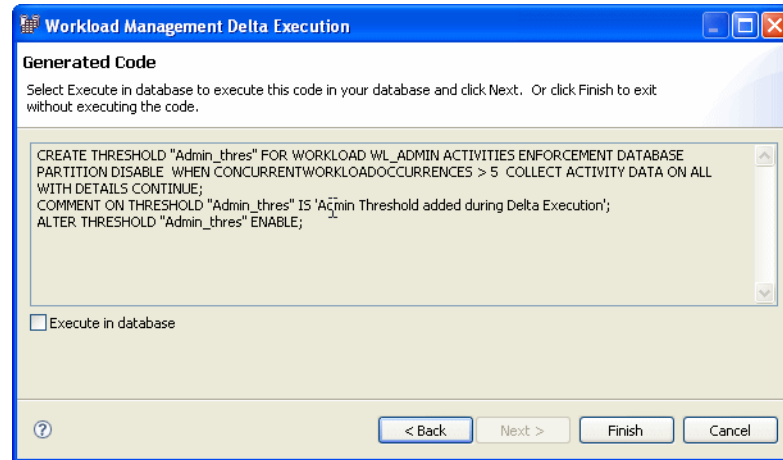 Workload Management Delta Execution
Generated Code
Select Execute in database to execute this code in your database and click Next. Or click Finish to exit
without executing the code.
CREATE THRESHOLD "Admin_thres" FOR WORKLOAD WL_ADMIN ACTIVITIES ENFORCEMENT DATABASE
PARTITION DISABLE WHEN CONCURRENTWORKLOADOCCURRENCES > 5 COLLECT ACTIVITY DATA ON ALL
WITH DETAILS CONTINUE;
COMMENT ON THRESHOLD "Admin_thres" IS 'Admin Threshold added during Delta Execution';
ALTER THRESHOLD "Admin_thres" ENABLE;
Execute in database
?
< Back
Next >
Finish
Cancel